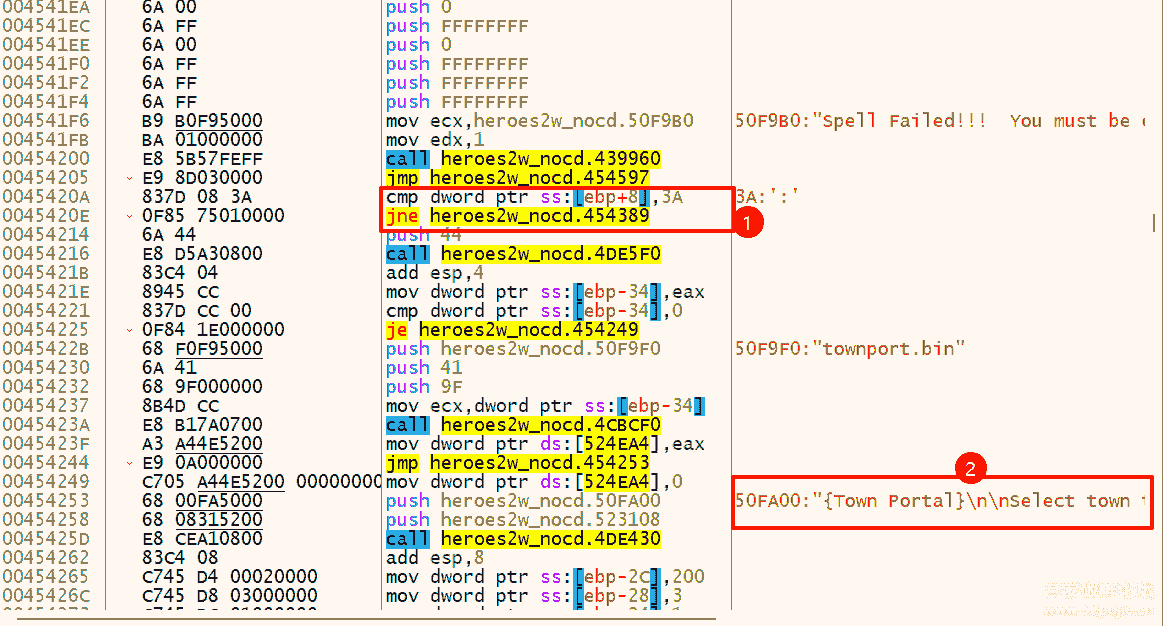 004541EA 6A 00 push 0
004541EC 6A FF push FFFFFFFF
004541EE 6A 00 push 0
004541F0 6A FF push FFFFFFFF
004541F2 6A FF push FFFFFFFF
004541F4 6A FF push FFFFFFFF
004541F6 B9 B0F95000 mov ecx,heroes2w_nocd.50F9B0 50F9B0:"Spell Failed!!!  You must be
004541FB BA 01000000 mov edx,1
00454200 E8 5B57FEFF call heroes2w_nocd.439960
00454205 E9 8D030000 jmp heroes2w_nocd.454597
0045420A 837D 08 3A cmp dword ptr ss:[ebp+8],3A 3A:':'
0045420E 0F85 75010000 jne heroes2w_nocd.454389 1
00454214 6A 44 push 44
00454216 E8 D5A30800 call heroes2w_nocd.4DE5F0
0045421B 83C4 04 add esp,4
0045421E 8945 CC mov dword ptr ss:[ebp-34],eax
00454221 837D CC 00 cmp dword ptr ss:[ebp-34],0
00454225 0F84 1E000000 je heroes2w_nocd.454249
0045422B 68 F0F95000 push heroes2w_nocd.50F9F0 50F9F0:"townport.bin"
00454230 6A 41 push 41
00454232 68 9F000000 push 9F
00454237 8B4D CC mov ecx,dword ptr ss:[ebp-34]
0045423A E8 B17A0700 call heroes2w_nocd.4CBCF0
0045423F A3 A44E5200 mov dword ptr ds:[524EA4],eax
00454244 E9 0A000000 jmp heroes2w_nocd.454253
00454249 C705 A44E5200 00000000 mov dword ptr ds:[524EA4],0 2
00454253 68 00FA5000 push heroes2w_nocd.50FA00 50FA00:"{Town Portal}\n\nSelect town
00454258 68 08315200 push heroes2w_nocd.523108
0045425D E8 CEA10800 call heroes2w_nocd.4DE430
00454262 83C4 08 add esp,8
00454265 C745 D4 00020000 mov dword ptr ss:[ebp-2C],200
0045426C C745 D8 03000000 mov dword ptr ss:[ebp-28],3